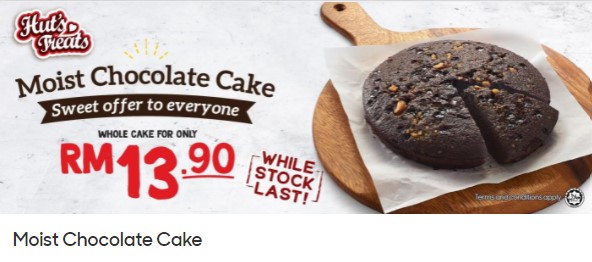 Hut's
Treats
Moist Chocolate Cake
Sweet offer to everyone
WHOLE CAKE FOR ONLY
RM13.90
WHILE
STOCK
LAST!
Terms and conditions apply
Moist Chocolate Cake